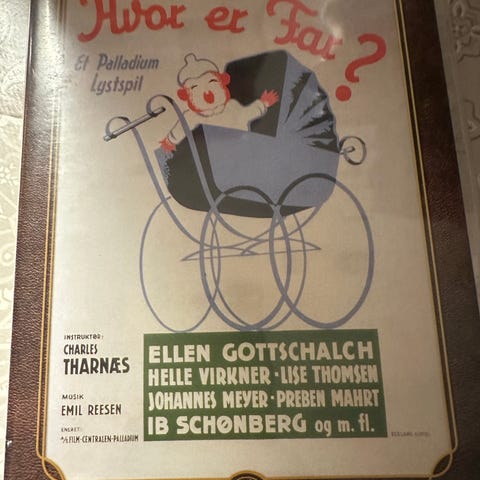 Hvor er Far?
Et Palladium
Lystspil
INSTRUKTØR:
CHARLES
THARNÆS
MUSIK
EMIL REESEN
ENERET:
A/S FILM-CENTRALEN-PALLADIUM
ELLEN GOTTSCHALCH
HELLE VIRKNER · LISE THOMSEN
JOHANNES MEYER · PREBEN MAHRT
IB SCHØNBERG og m. fl.